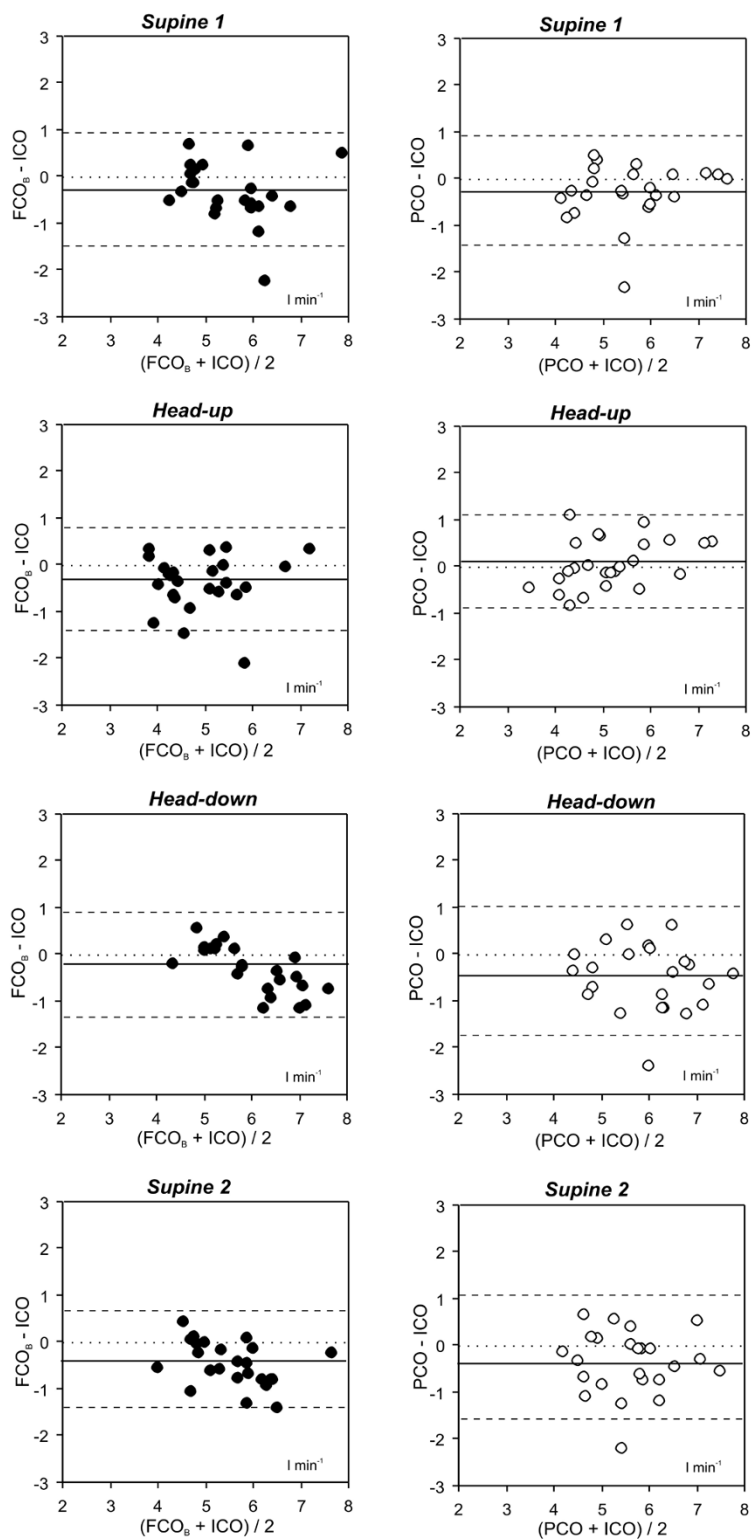 Supine 1
3
2
1
0
-1
-2
-3
FCO_B - ICO
l min⁻¹
2 3 4 5 6 7 8
(FCO_B + ICO) / 2
Supine 1
3
2
1
0
-1
-2
-3
PCO - ICO
l min⁻¹
2 3 4 5 6 7 8
(PCO + ICO) / 2
Head-up
3
2
1
0
-1
-2
-3
FCO_B - ICO
l min⁻¹
2 3 4 5 6 7 8
(FCO_B + ICO) / 2
Head-up
3
2
1
0
-1
-2
-3
PCO - ICO
l min⁻¹
2 3 4 5 6 7 8
(PCO + ICO) / 2
Head-down
3
2
1
0
-1
-2
-3
FCO_B - ICO
l min⁻¹
2 3 4 5 6 7 8
(FCO_B + ICO) / 2
Head-down
3
2
1
0
-1
-2
-3
PCO - ICO
l min⁻¹
2 3 4 5 6 7 8
(PCO + ICO) / 2
Supine 2
3
2
1
0
-1
-2
-3
FCO_B - ICO
l min⁻¹
2 3 4 5 6 7 8
(FCO_B + ICO) / 2
Supine 2
3
2
1
0
-1
-2
-3
PCO - ICO
l min⁻¹
2 3 4 5 6 7 8
(PCO + ICO) / 2